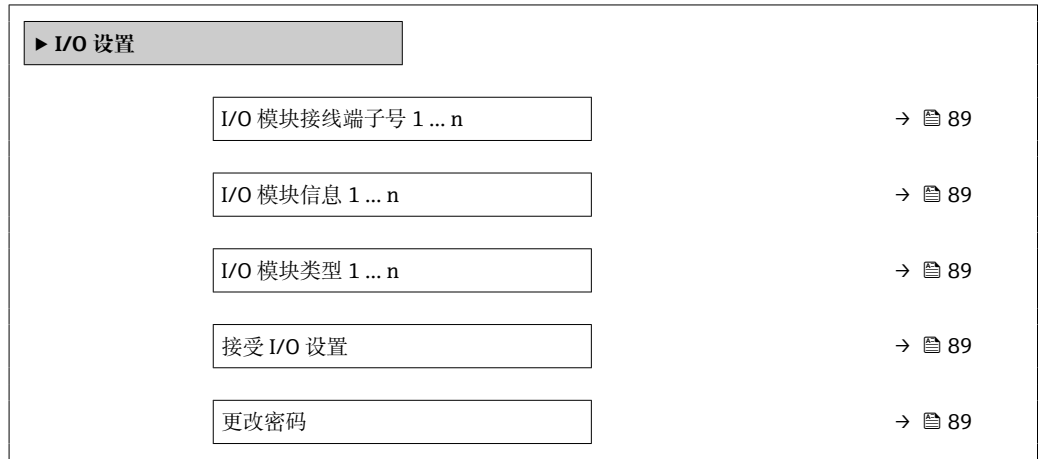 ▶ I/O 设置
I/O 模块接线端子号 1 ... n → 89
I/O 模块信息 1 ... n → 89
I/O 模块类型 1 ... n → 89
接受 I/O 设置 → 89
更改密码 → 89